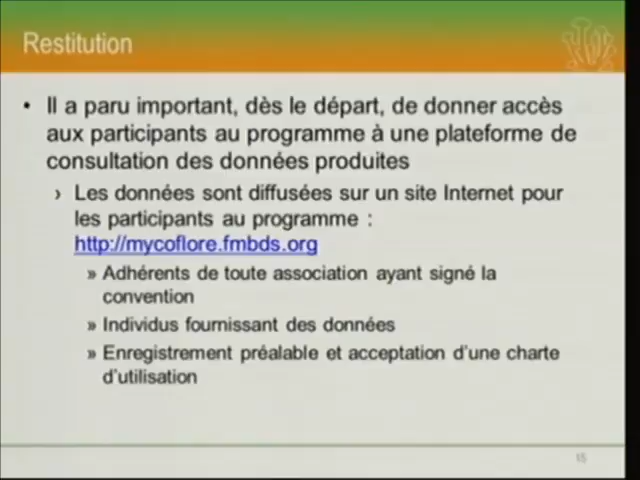 Restitution
• Il a paru important, dès le départ, de donner accès
aux participants au programme à une plateforme de
consultation des données produites
› Les données sont diffusées sur un site Internet pour
les participants au programme :
http://mycoflore.fmbds.org
» Adhérents de toute association ayant signé la
convention
» Individus fournissant des données
» Enregistrement préalable et acceptation d'une charte
d'utilisation
15